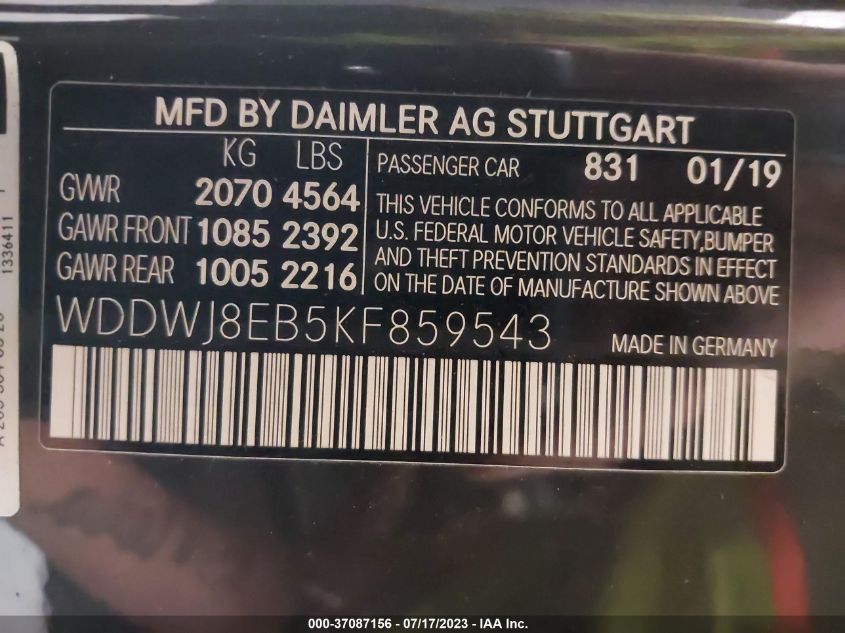 MFD BY DAIMLER AG STUTTGART
KG LBS
GVWR 2070 4564
GAWR FRONT 1085 2392
GAWR REAR 1005 2216
PASSENGER CAR 831 01/19
THIS VEHICLE CONFORMS TO ALL APPLICABLE
U.S. FEDERAL MOTOR VEHICLE SAFETY,BUMPER
AND THEFT PREVENTION STANDARDS IN EFFECT
ON THE DATE OF MANUFACTURE SHOWN ABOVE
WDDWJ8EB5KF859543
MADE IN GERMANY
1336411
000-37087156 - 07/17/2023 - IAA Inc.